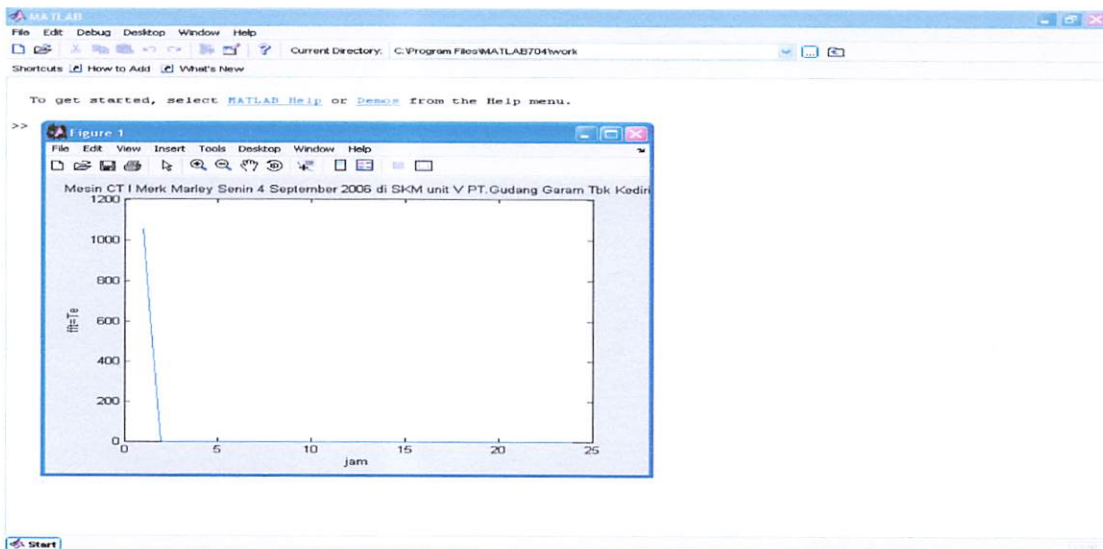 MATLAB
File Edit Debug Desktop Window Help
Current Directory: C:\Program Files\MATLAB704\work
Shortcuts How to Add What's New
To get started, select MATLAB Help or Demos from the Help menu.
>>
Figure 1
File Edit View Insert Tools Desktop Window Help
Mesin CT I Merk Marley Senin 4 September 2006 di SKM unit V PT.Gudang Garam Tbk Kediri
1200
1000
800
600
400
200
0
fft=Te
0 5 10 15 20 25
jam
Start